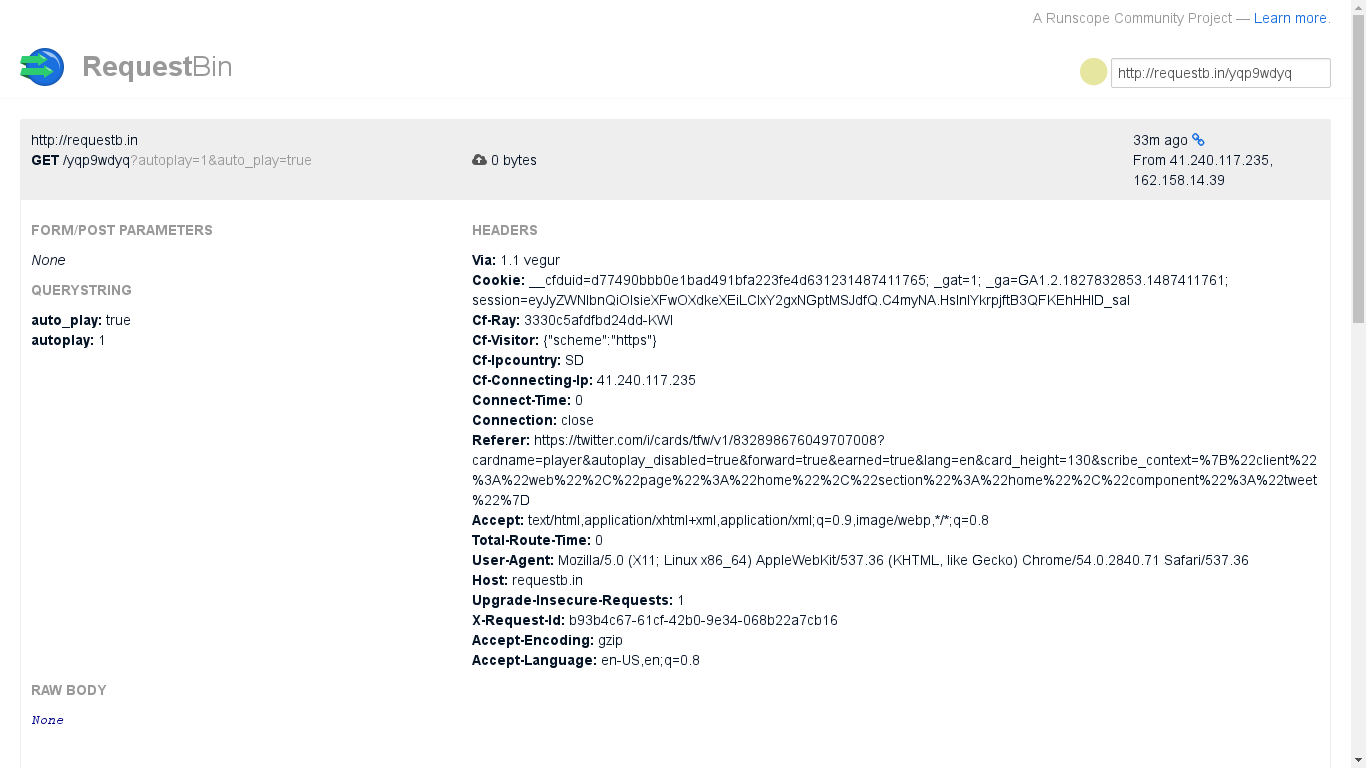 A Runscope Community Project — Learn more.
RequestBin
http://requestb.in/yqp9wdyq
http://requestb.in
GET /yqp9wdyq?autoplay=1&auto_play=true
0 bytes
33m ago
From 41.240.117.235,
162.158.14.39
FORM/POST PARAMETERS
None
QUERYSTRING
auto_play: true
autoplay: 1
HEADERS
Via: 1.1 vegur
Cookie: __cfduid=d77490bbb0e1bad491bfa223fe4d631231487411765; _gat=1; _ga=GA1.2.1827832853.1487411761;
session=eyJyZWNlbnQiOlsieXFwOXdkeXEiLCIxY2gxNGptMSJdfQ.C4myNA.HsInlYkrpjftB3QFKEhHHlD_saI
Cf-Ray: 3330c5afdfbd24dd-KWI
Cf-Visitor: {"scheme":"https"}
Cf-Ipcountry: SD
Cf-Connecting-Ip: 41.240.117.235
Connect-Time: 0
Connection: close
Referer: https://twitter.com/i/cards/tfw/v1/832898676049707008?
cardname=player&autoplay_disabled=true&forward=true&earned=true&lang=en&card_height=130&scribe_context=%7B%22client%22
%3A%22web%22%2C%22page%22%3A%22home%22%2C%22section%22%3A%22home%22%2C%22component%22%3A%22tweet
%22%7D
Accept: text/html,application/xhtml+xml,application/xml;q=0.9,image/webp,*/*;q=0.8
Total-Route-Time: 0
User-Agent: Mozilla/5.0 (X11; Linux x86_64) AppleWebKit/537.36 (KHTML, like Gecko) Chrome/54.0.2840.71 Safari/537.36
Host: requestb.in
Upgrade-Insecure-Requests: 1
X-Request-Id: b93b4c67-61cf-42b0-9e34-068b22a7cb16
Accept-Encoding: gzip
Accept-Language: en-US,en;q=0.8
RAW BODY
None